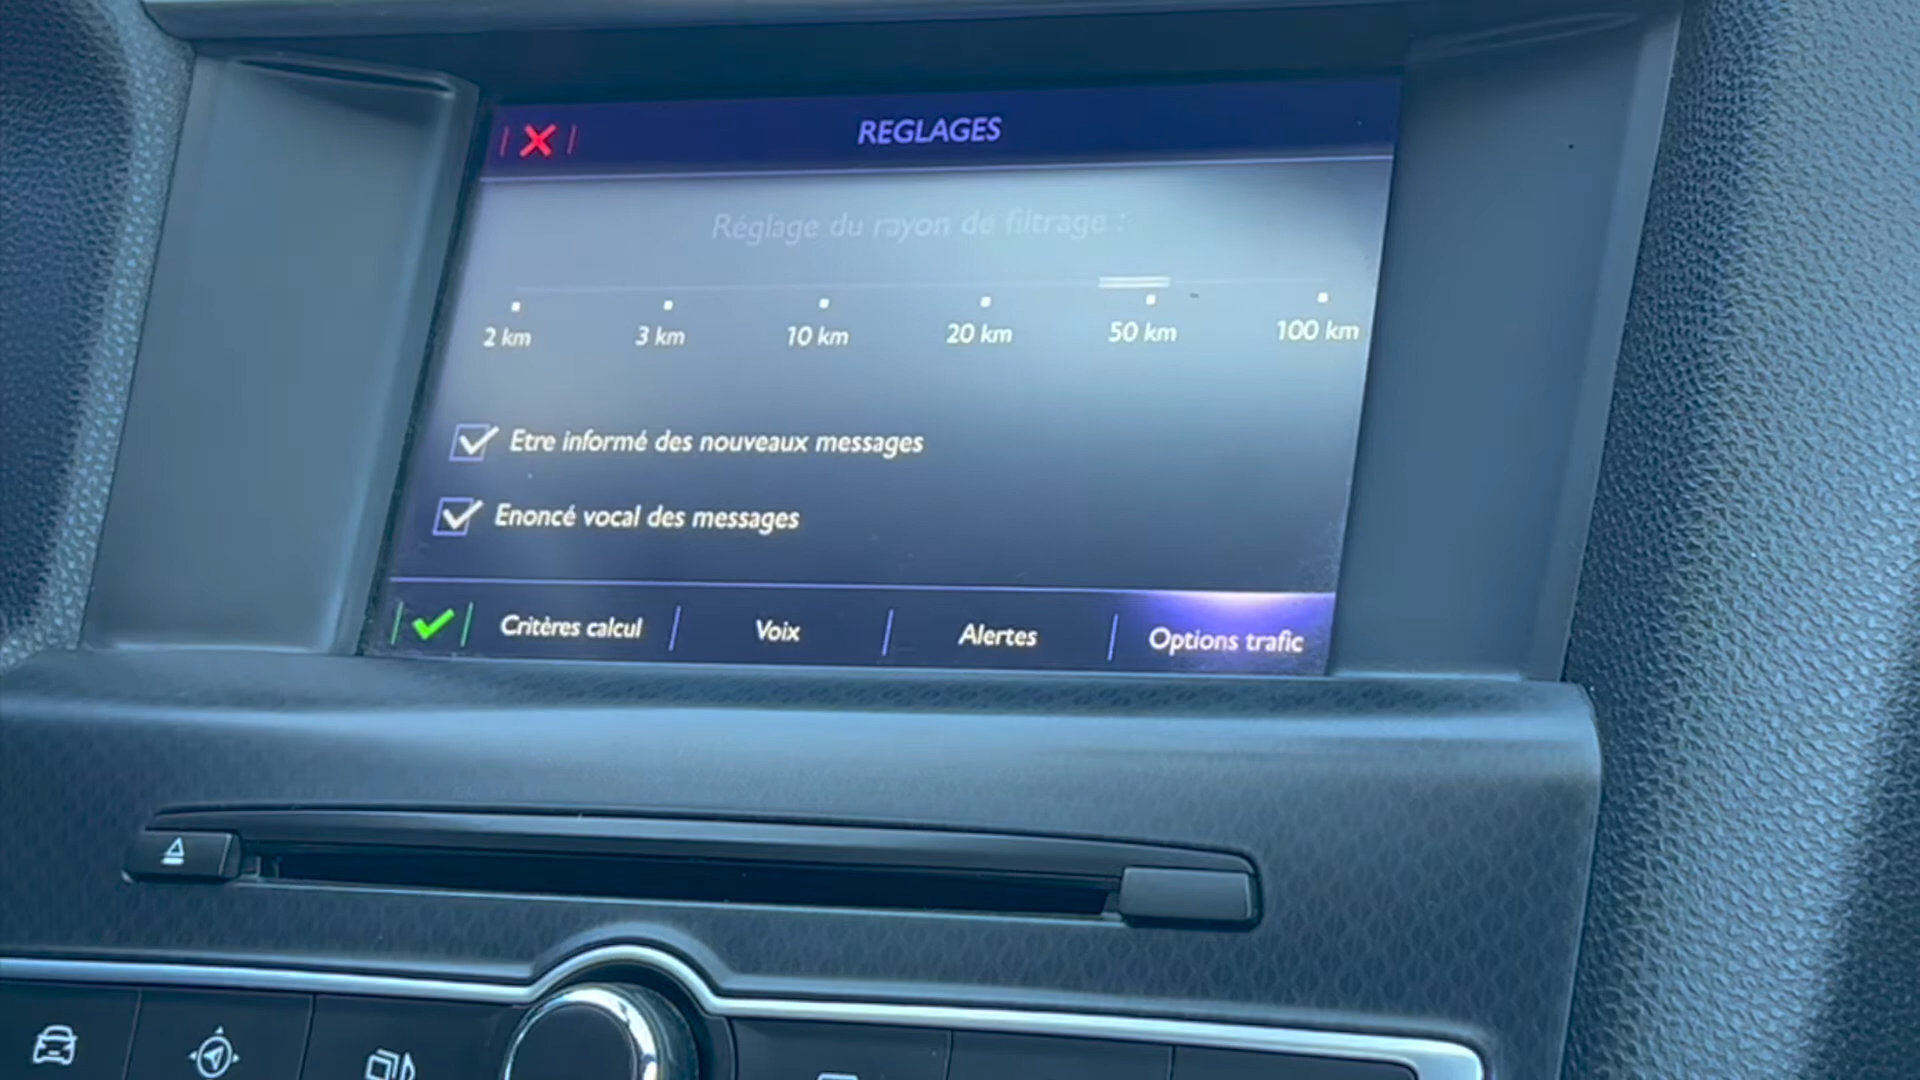 REGLAGES
Réglage du rayon de filtrage :
2 km 3 km 10 km 20 km 50 km 100 km
Etre informé des nouveaux messages
Enoncé vocal des messages
Critères calcul Voix Alertes Options trafic